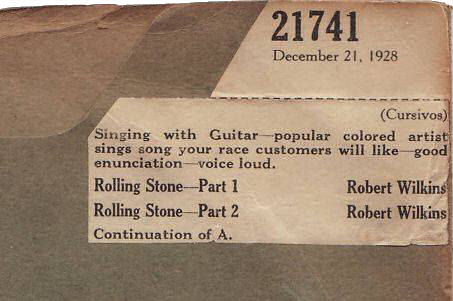 21741
December 21, 1928
(Cursivos)
Singing with Guitar—popular colored artist
sings song your race customers will like—good
enunciation—voice loud.
Rolling Stone—Part 1 Robert Wilkins
Rolling Stone—Part 2 Robert Wilkins
Continuation of A.